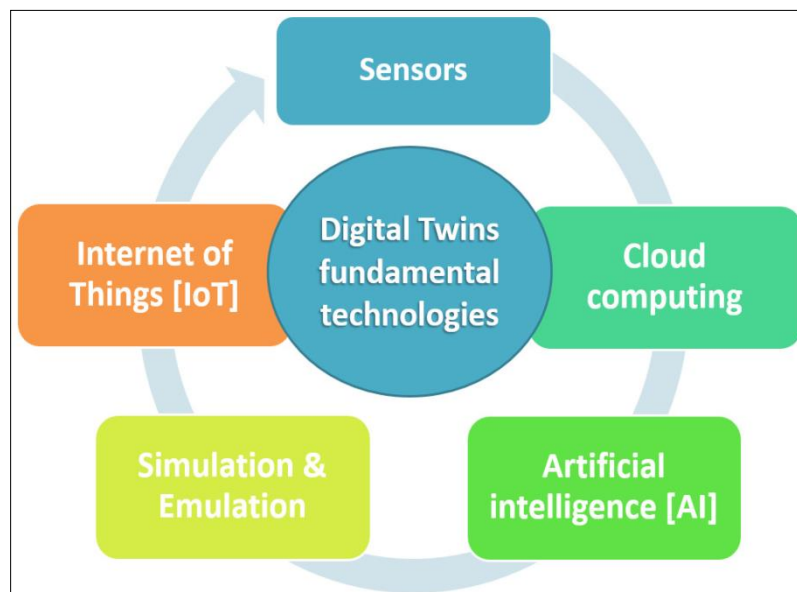 Sensors
Digital Twins
fundamental
technologies
Internet of
Things [IoT]
Cloud
computing
Simulation &
Emulation
Artificial
intelligence [AI]